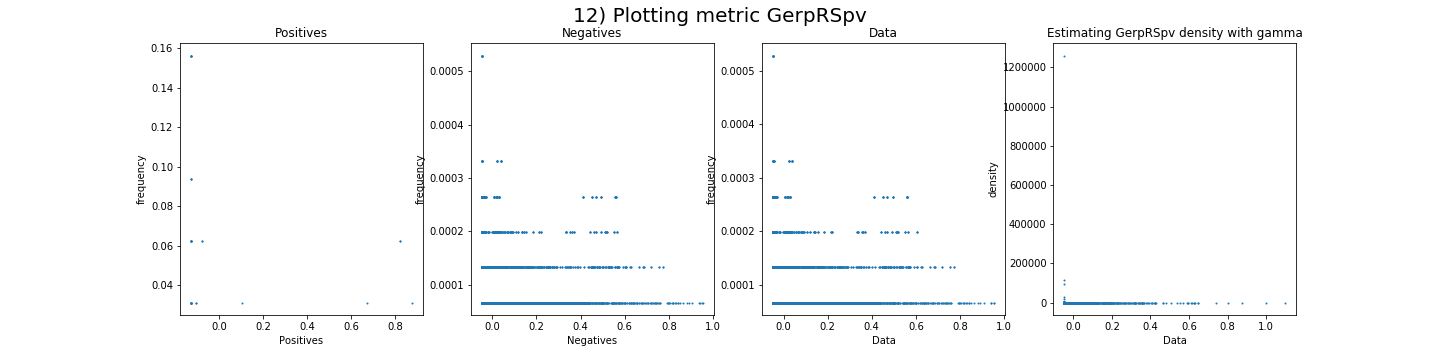 12) Plotting metric GerpRSpv
Positives
Negatives
Data
Estimating GerpRSpv density with gamma
0.16
0.14
0.12
0.10
0.08
0.06
0.04
frequency
0.0 0.2 0.4 0.6 0.8
Positives
0.0005
0.0004
0.0003
0.0002
0.0001
frequency
0.0 0.2 0.4 0.6 0.8 1.0
Negatives
0.0005
0.0004
0.0003
0.0002
0.0001
frequency
0.0 0.2 0.4 0.6 0.8 1.0
Data
1200000
1000000
800000
600000
400000
200000
0
density
0.0 0.2 0.4 0.6 0.8 1.0
Data